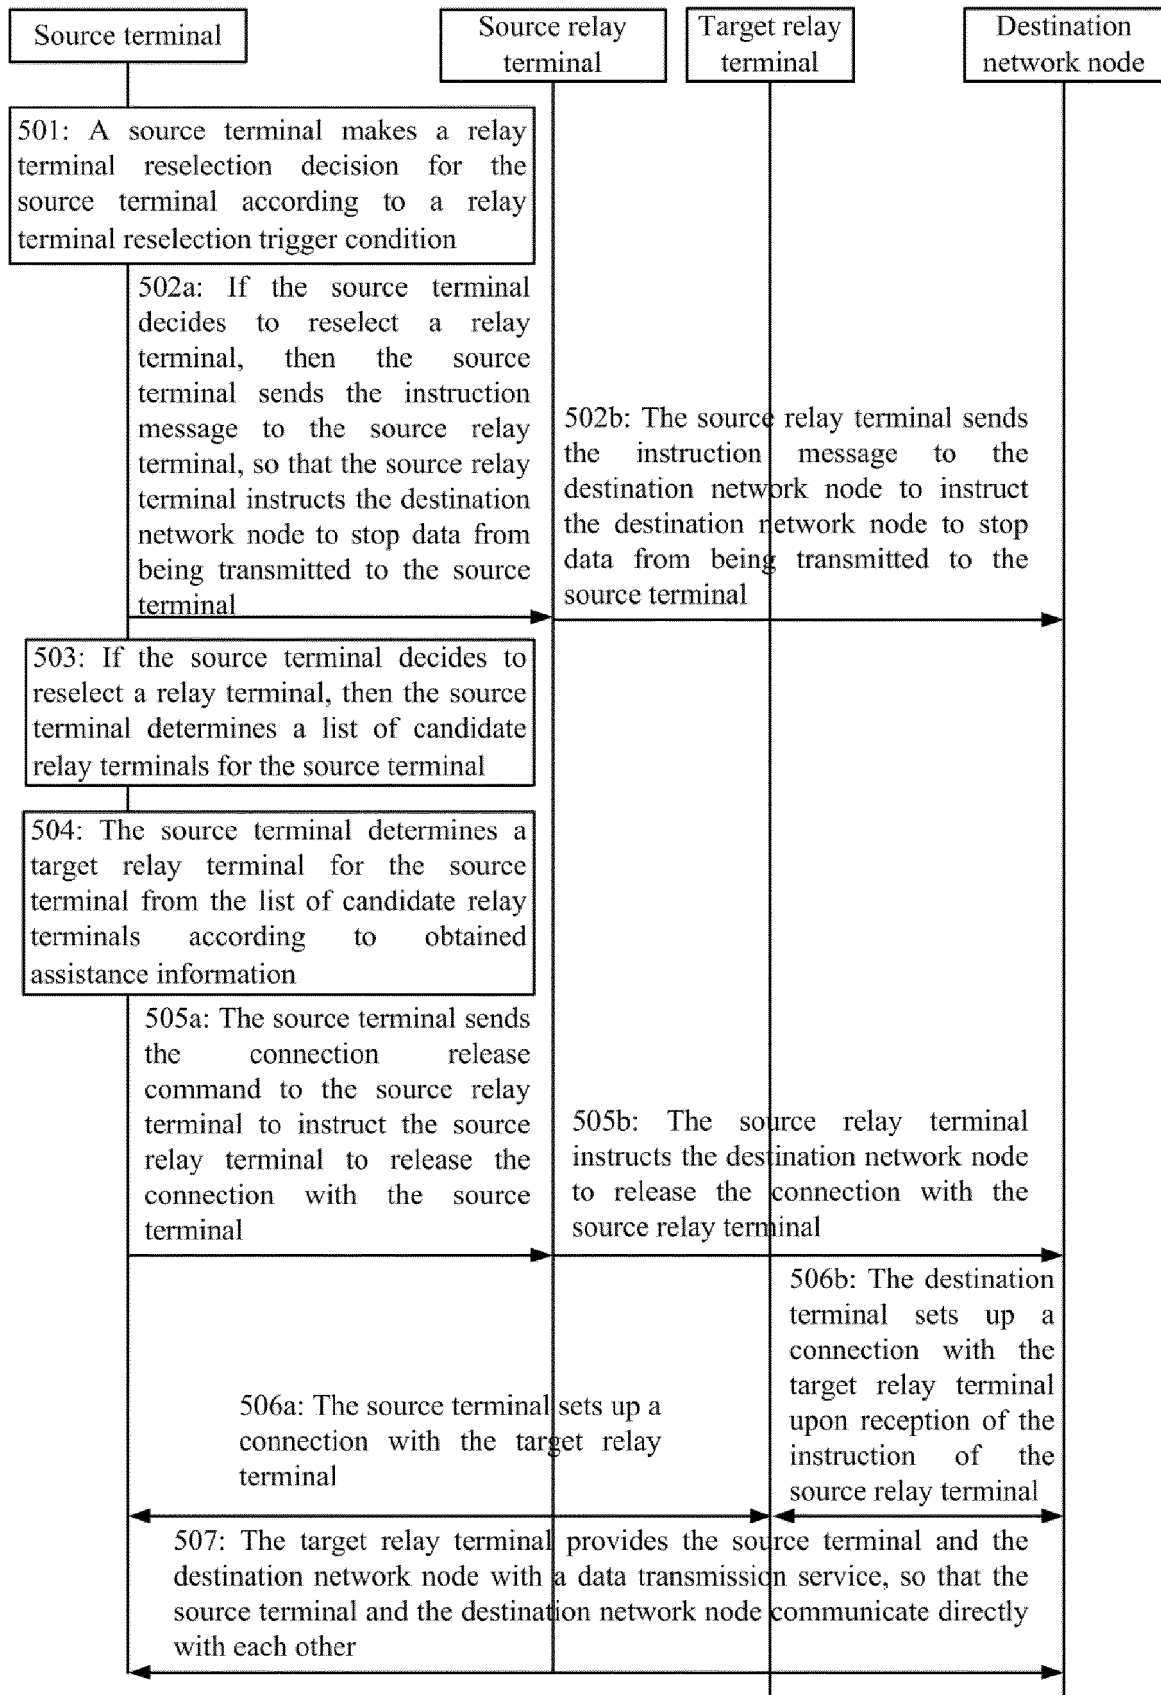 Source terminal
Source relay
terminal
Target relay
terminal
Destination
network node
501: A source terminal makes a relay
terminal reselection decision for the
source terminal according to a relay
terminal reselection trigger condition
502a: If the source terminal
decides to reselect a relay
terminal, then the source
terminal sends the instruction
message to the source relay
terminal, so that the source relay
terminal instructs the destination
network node to stop data from
being transmitted to the source
terminal
502b: The source relay terminal sends
the instruction message to the
destination network node to instruct
the destination network node to stop
data from being transmitted to the
source terminal
503: If the source terminal decides to
reselect a relay terminal, then the source
terminal determines a list of candidate
relay terminals for the source terminal
504: The source terminal determines a
target relay terminal for the source
terminal from the list of candidate relay
terminals according to obtained
assistance information
505a: The source terminal sends
the connection release
command to the source relay
terminal to instruct the source
relay terminal to release the
connection with the source
terminal
505b: The source relay terminal
instructs the destination network node
to release the connection with the
source relay terminal
506b: The destination
terminal sets up a
connection with the
target relay terminal
upon reception of the
instruction of the
source relay terminal
506a: The source terminal sets up a
connection with the target relay
terminal
507: The target relay terminal provides the source terminal and the
destination network node with a data transmission service, so that the
source terminal and the destination network node communicate directly
with each other